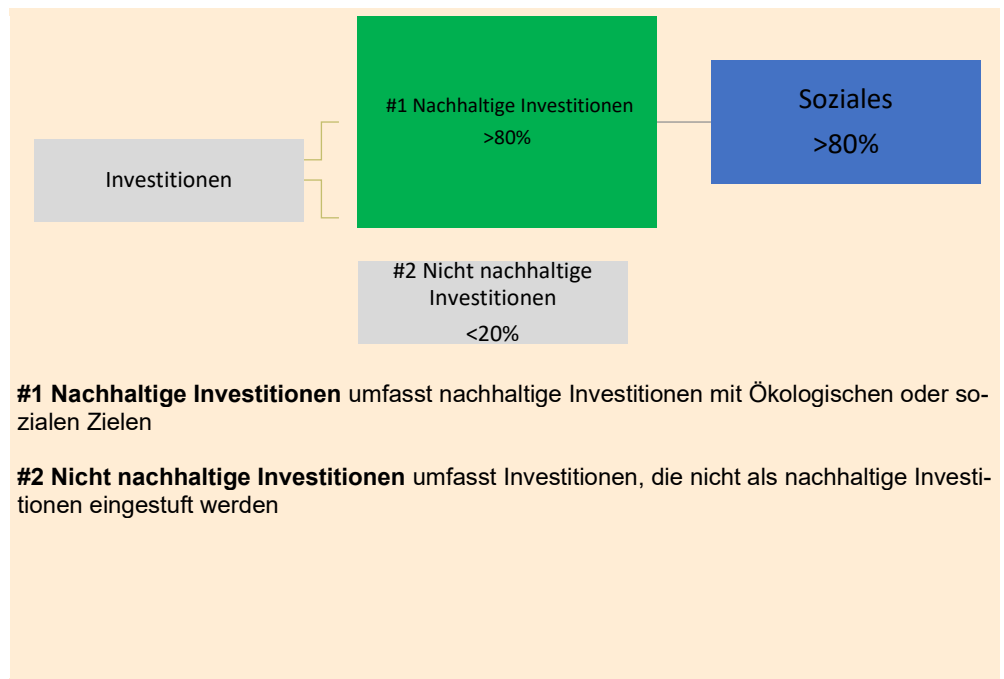 #1 Nachhaltige Investitionen
>80%
Soziales
>80%
Investitionen
#2 Nicht nachhaltige
Investitionen
<20%
#1 Nachhaltige Investitionen umfasst nachhaltige Investitionen mit Ökologischen oder so-
zialen Zielen
#2 Nicht nachhaltige Investitionen umfasst Investitionen, die nicht als nachhaltige Investi-
tionen eingestuft werden